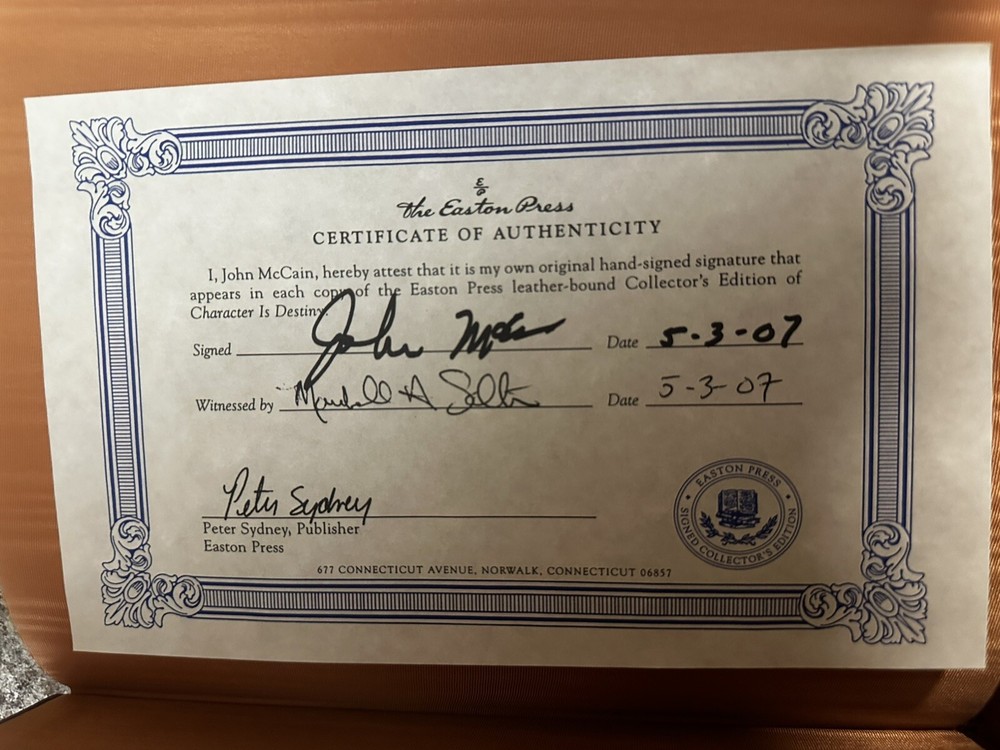 E
P
the Easton Press
CERTIFICATE OF AUTHENTICITY
I, John McCain, hereby attest that it is my own original hand-signed signature that
appears in each copy of the Easton Press leather-bound Collector's Edition of
Character Is Destiny.
Signed John McCain Date 5-3-07
Witnessed by Date 5-3-07
Peter Sydney
Peter Sydney, Publisher
Easton Press
EASTON PRESS
SIGNED COLLECTOR'S EDITION
677 CONNECTICUT AVENUE, NORWALK, CONNECTICUT 06857